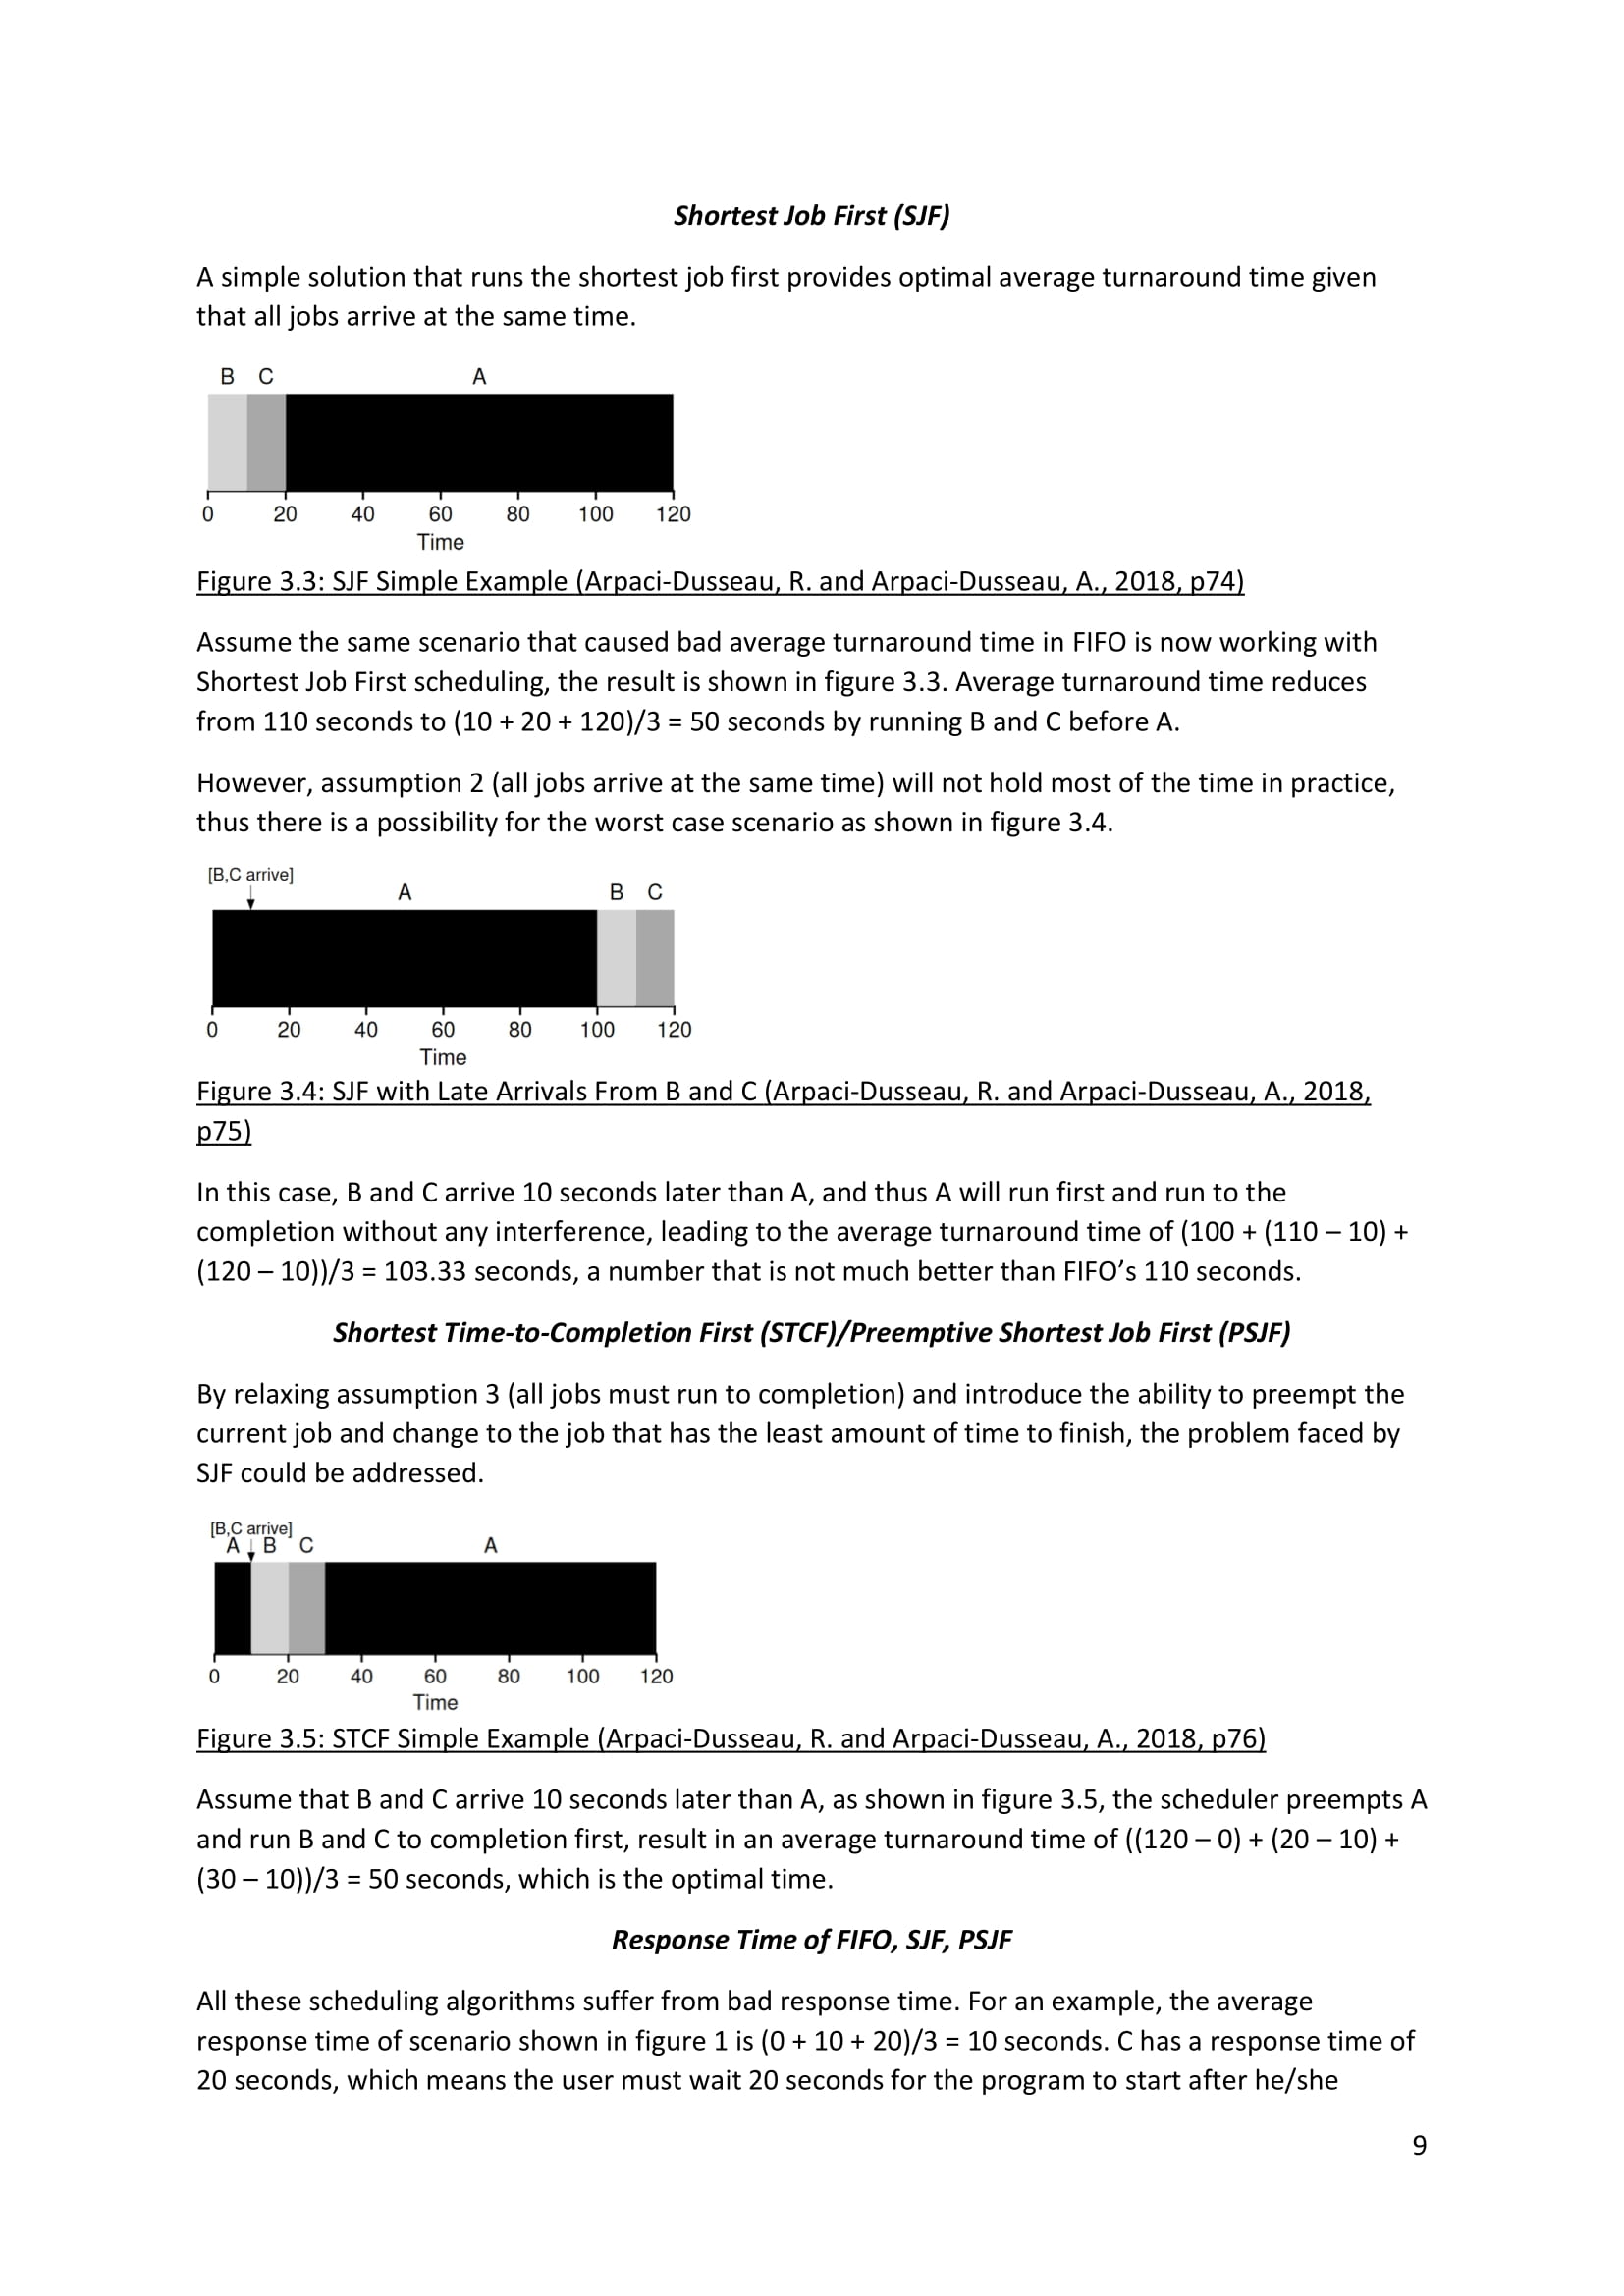 Shortest Job First (SJF)
A simple solution that runs the shortest job first provides optimal average turnaround time given
that all jobs arrive at the same time.
B C A
0 20 40 60 80 100 120
Time
Figure 3.3: SJF Simple Example (Arpaci-Dusseau, R. and Arpaci-Dusseau, A., 2018, p74)
Assume the same scenario that caused bad average turnaround time in FIFO is now working with
Shortest Job First scheduling, the result is shown in figure 3.3. Average turnaround time reduces
from 110 seconds to (10 + 20 + 120)/3 = 50 seconds by running B and C before A.
However, assumption 2 (all jobs arrive at the same time) will not hold most of the time in practice,
thus there is a possibility for the worst case scenario as shown in figure 3.4.
[B,C arrive]
A B C
0 20 40 60 80 100 120
Time
Figure 3.4: SJF with Late Arrivals From B and C (Arpaci-Dusseau, R. and Arpaci-Dusseau, A., 2018,
p75)
In this case, B and C arrive 10 seconds later than A, and thus A will run first and run to the
completion without any interference, leading to the average turnaround time of (100 + (110 – 10) +
(120 – 10))/3 = 103.33 seconds, a number that is not much better than FIFO’s 110 seconds.
Shortest Time-to-Completion First (STCF)/Preemptive Shortest Job First (PSJF)
By relaxing assumption 3 (all jobs must run to completion) and introduce the ability to preempt the
current job and change to the job that has the least amount of time to finish, the problem faced by
SJF could be addressed.
[B,C arrive]
A B C A
0 20 40 60 80 100 120
Time
Figure 3.5: STCF Simple Example (Arpaci-Dusseau, R. and Arpaci-Dusseau, A., 2018, p76)
Assume that B and C arrive 10 seconds later than A, as shown in figure 3.5, the scheduler preempts A
and run B and C to completion first, result in an average turnaround time of ((120 – 0) + (20 – 10) +
(30 – 10))/3 = 50 seconds, which is the optimal time.
Response Time of FIFO, SJF, PSJF
All these scheduling algorithms suffer from bad response time. For an example, the average
response time of scenario shown in figure 1 is (0 + 10 + 20)/3 = 10 seconds. C has a response time of
20 seconds, which means the user must wait 20 seconds for the program to start after he/she
9